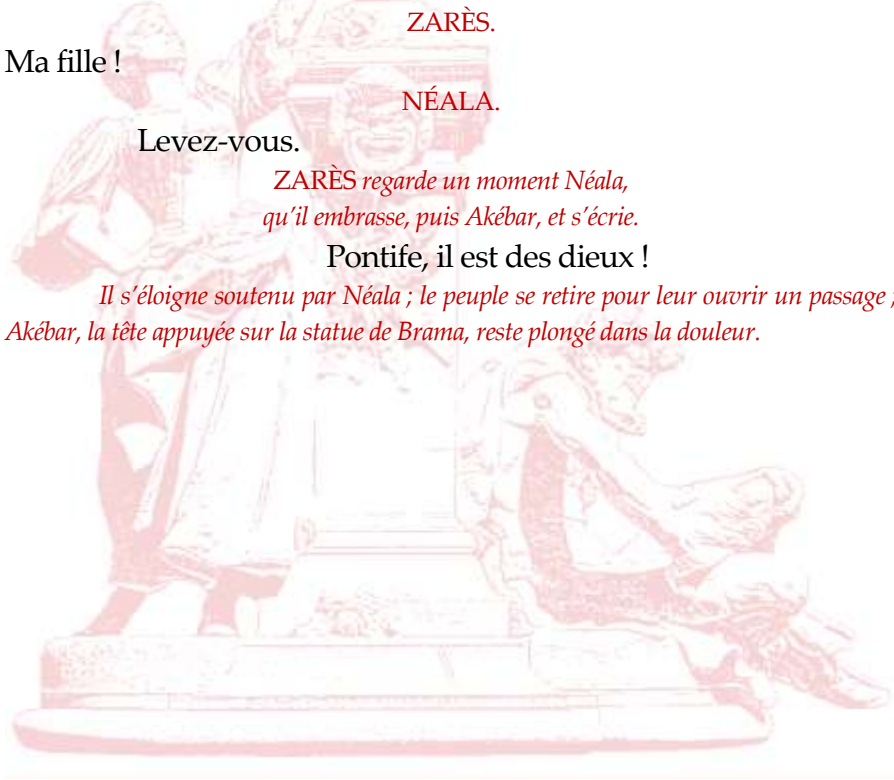 ZARÈS.
Ma fille !
NÉALA.
Levez-vous.
ZARÈS regarde un moment Néala,
qu’il embrasse, puis Akébar, et s’écrie.
Pontife, il est des dieux !
Il s’éloigne soutenu par Néala ; le peuple se retire pour leur ouvrir un passage ;
Akébar, la tête appuyée sur la statue de Brama, reste plongé dans la douleur.